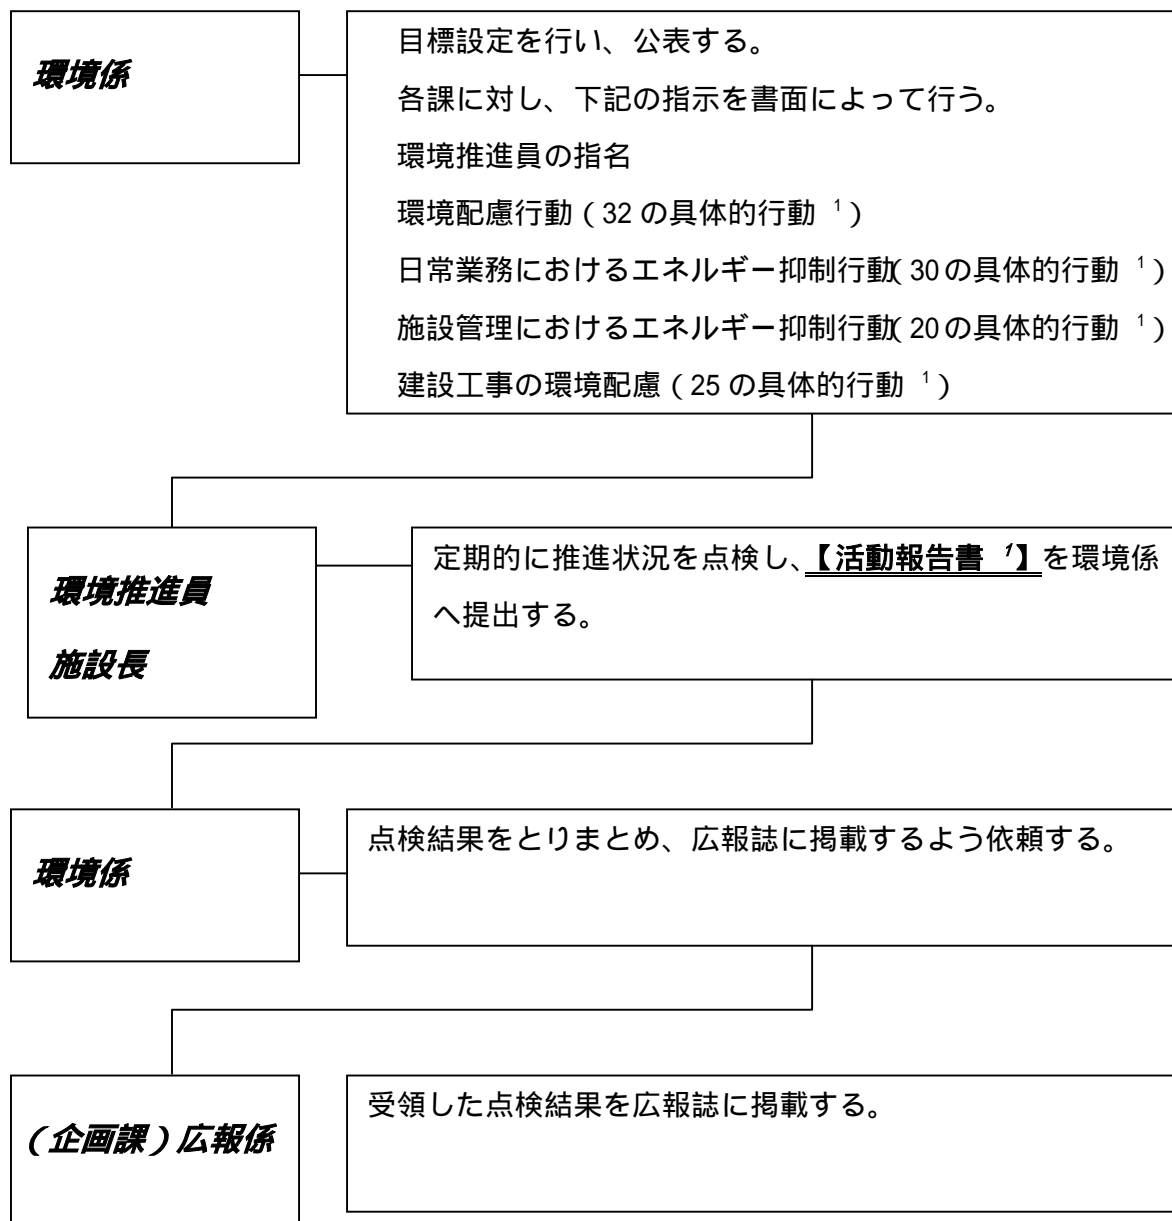 環境係
目標設定を行い、公表する。
各課に対し、下記の指示を書面によって行う。
環境推進員の指名
環境配慮行動（32の具体的行動 1）
日常業務におけるエネルギー抑制行動（30の具体的行動 1）
施設管理におけるエネルギー抑制行動（20の具体的行動 1）
建設工事の環境配慮（25の具体的行動 1）
環境推進員
施設長
定期的に推進状況を点検し、【活動報告書 1】を環境係
へ提出する。
環境係
点検結果をとりまとめ、広報誌に掲載するよう依頼する。
（企画課）広報係
受領した点検結果を広報誌に掲載する。